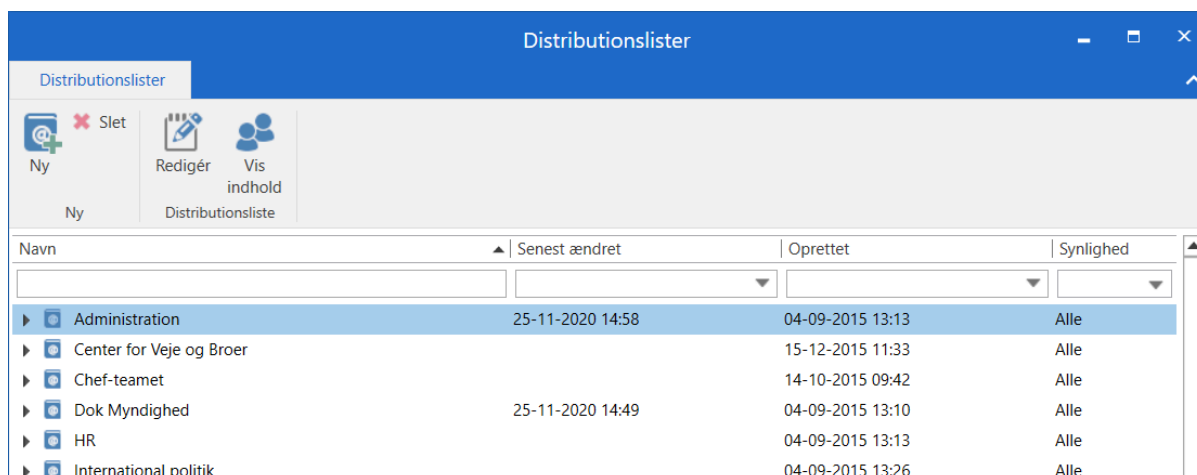 Distributionslister
Distributionslister
Slet
Ny
Redigér
Vis
indhold
Ny
Distributionsliste
Navn Senest ændret Oprettet Synlighed
Administration 25-11-2020 14:58 04-09-2015 13:13 Alle
Center for Veje og Broer 15-12-2015 11:33 Alle
Chef-teamet 14-10-2015 09:42 Alle
Dok Myndighed 25-11-2020 14:49 04-09-2015 13:10 Alle
HR 04-09-2015 13:13 Alle
International politik 04-09-2015 13:26 Alle